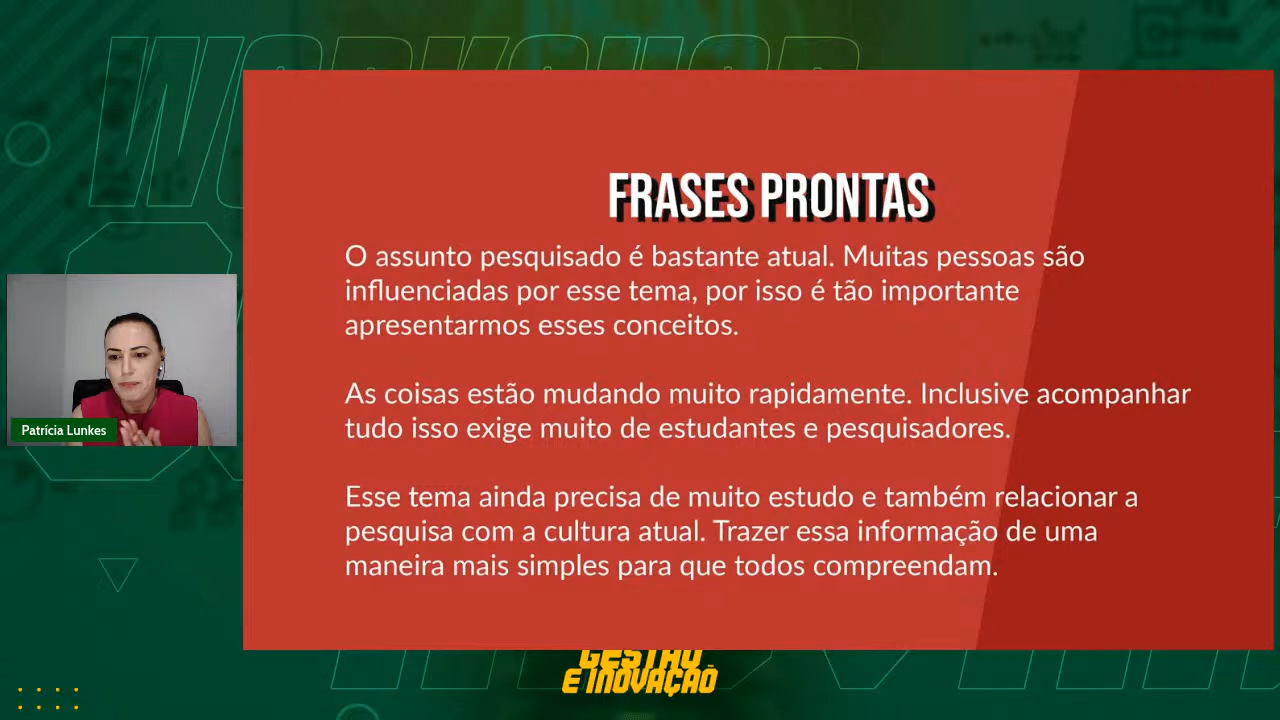 WORKSHOP
FRASES PRONTAS
O assunto pesquisado é bastante atual. Muitas pessoas são
influenciadas por esse tema, por isso é tão importante
apresentarmos esses conceitos.
As coisas estão mudando muito rapidamente. Inclusive acompanhar
tudo isso exige muito de estudantes e pesquisadores.
Esse tema ainda precisa de muito estudo e também relacionar a
pesquisa com a cultura atual. Trazer essa informação de uma
maneira mais simples para que todos compreendam.
Patrícia Lunkes
GESTÃO
E INOVAÇÃO